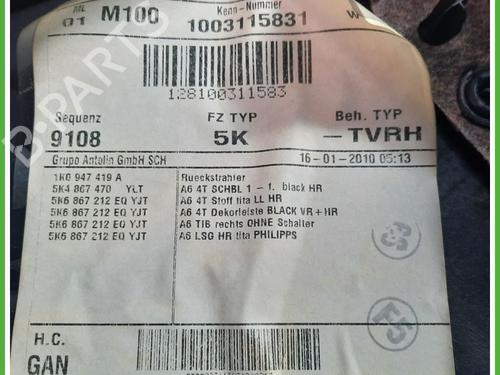 ML M100 Kenn-Nummer W
01 1003115831
128100311583
Sequenz FZ TYP Beh. TYP
9108 5K —TVRH
Grupo Antolin GmbH SCH 16-01-2010 05:13
1K0 947 419 A Rueckstrahler
5K4 867 470 YLT A6 4T SCHBL 1 - 1. black HR
5K6 867 212 EQ YJT A6 4T Stoff tita LL HR
5K6 867 212 EQ YJT A6 4T Dekorleiste BLACK VR+HR
5K6 867 212 EQ YJT A6 TIB rechts OHNE Schalter
5K6 867 212 EQ YJT A6 LSG HR tita PHILIPPS
H.C.
GAN
B-PARTS